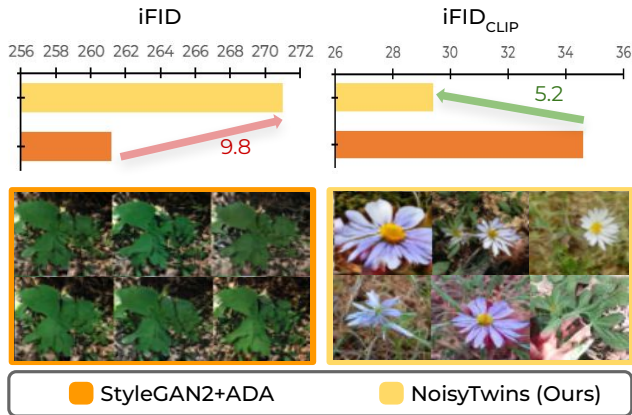 iFID
iFID_CLIP
256 258 260 262 264 266 268 270 272
26 28 30 32 34 36
9.8
5.2
StyleGAN2+ADA
NoisyTwins (Ours)